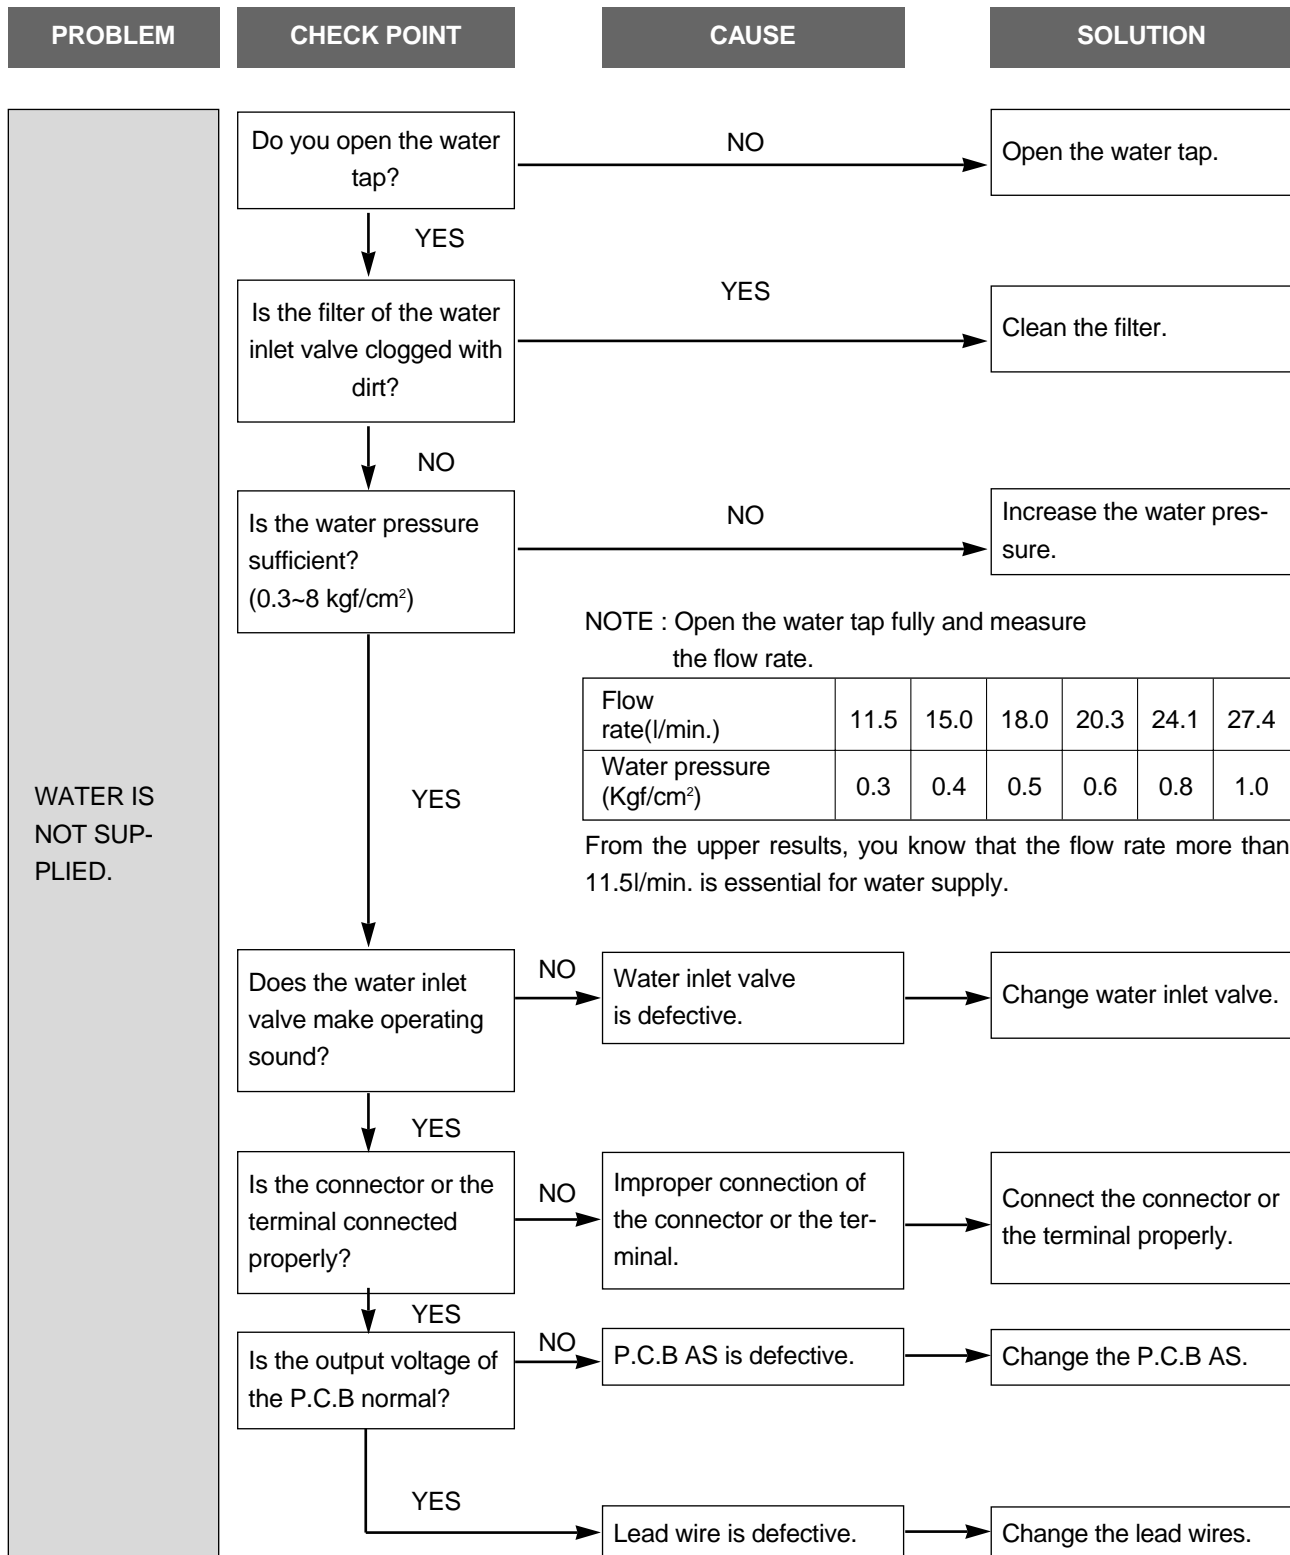 PROBLEM
CHECK POINT
CAUSE
SOLUTION
WATER IS
NOT SUP-
PLIED.
Do you open the water
tap?
NO
Open the water tap.
YES
Is the filter of the water
inlet valve clogged with
dirt?
YES
Clean the filter.
NO
Is the water pressure
sufficient?
(0.3~8 kgf/cm²)
NO
Increase the water pres-
sure.
NOTE : Open the water tap fully and measure
the flow rate.
Flow
rate(l/min.)
11.5 15.0 18.0 20.3 24.1 27.4
Water pressure
(Kgf/cm²)
0.3 0.4 0.5 0.6 0.8 1.0
From the upper results, you know that the flow rate more than
11.5l/min. is essential for water supply.
YES
Does the water inlet
valve make operating
sound?
NO
Water inlet valve
is defective.
Change water inlet valve.
YES
Is the connector or the
terminal connected
properly?
NO
Improper connection of
the connector or the ter-
minal.
Connect the connector or
the terminal properly.
YES
Is the output voltage of
the P.C.B normal?
NO
P.C.B AS is defective.
Change the P.C.B AS.
YES
Lead wire is defective.
Change the lead wires.